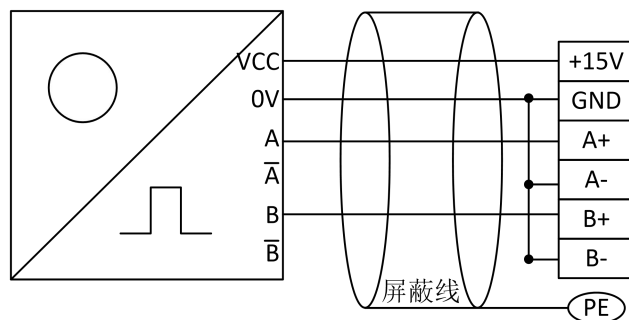 VCC +15V
0V GND
A A+
A̅ A-
B B+
B̅ B-
屏蔽线
PE